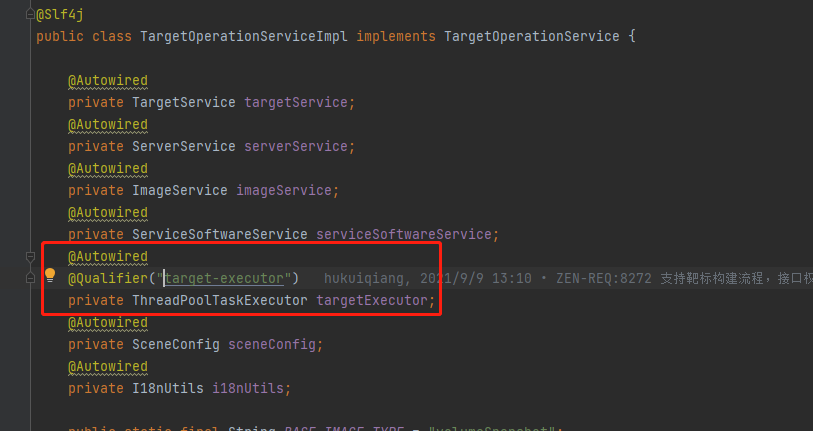 @Slf4j
public class TargetOperationServiceImpl implements TargetOperationService {
@Autowired
private TargetService targetService;
@Autowired
private ServerService serverService;
@Autowired
private ImageService imageService;
@Autowired
private ServiceSoftwareService serviceSoftwareService;
@Autowired
@Qualifier("target-executor") hukuiqiang, 2021/9/9 13:10 • ZEN-REQ:8272 支持靶标构建流程，接口权
private ThreadPoolTaskExecutor targetExecutor;
@Autowired
private SceneConfig sceneConfig;
@Autowired
private I18nUtils i18nUtils;
public static final String BASE_IMAGE_TYPE = "volumeSnapshot";